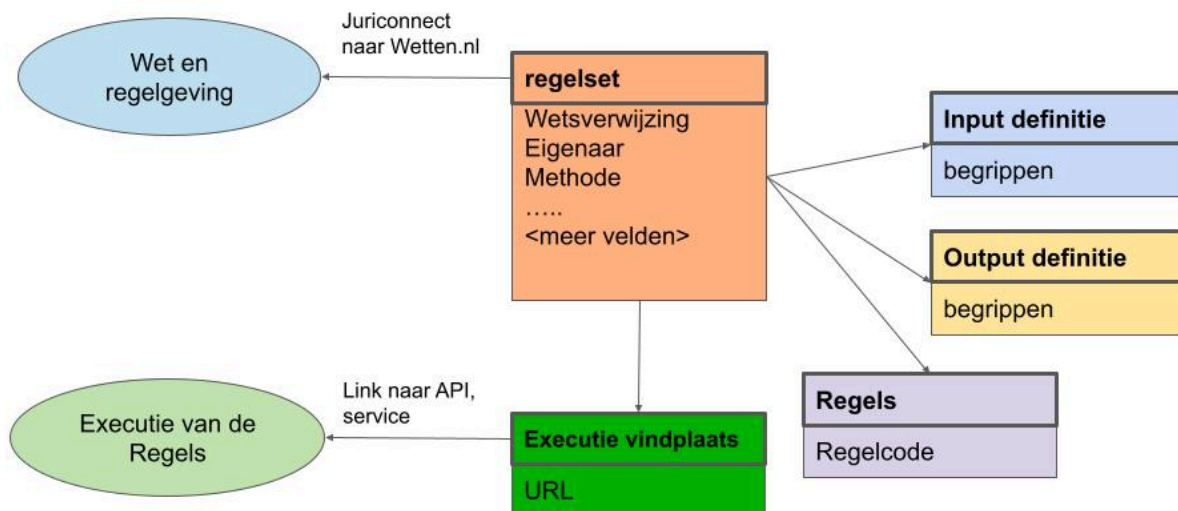 Juriconnect
naar Wetten.nl
Wet en
regelgeving
regelset
Wetsverwijzing
Eigenaar
Methode
.....
<meer velden>
Input definitie
begrippen
Output definitie
begrippen
Regels
Regelcode
Link naar API,
service
Executie van de
Regels
Executie vindplaats
URL